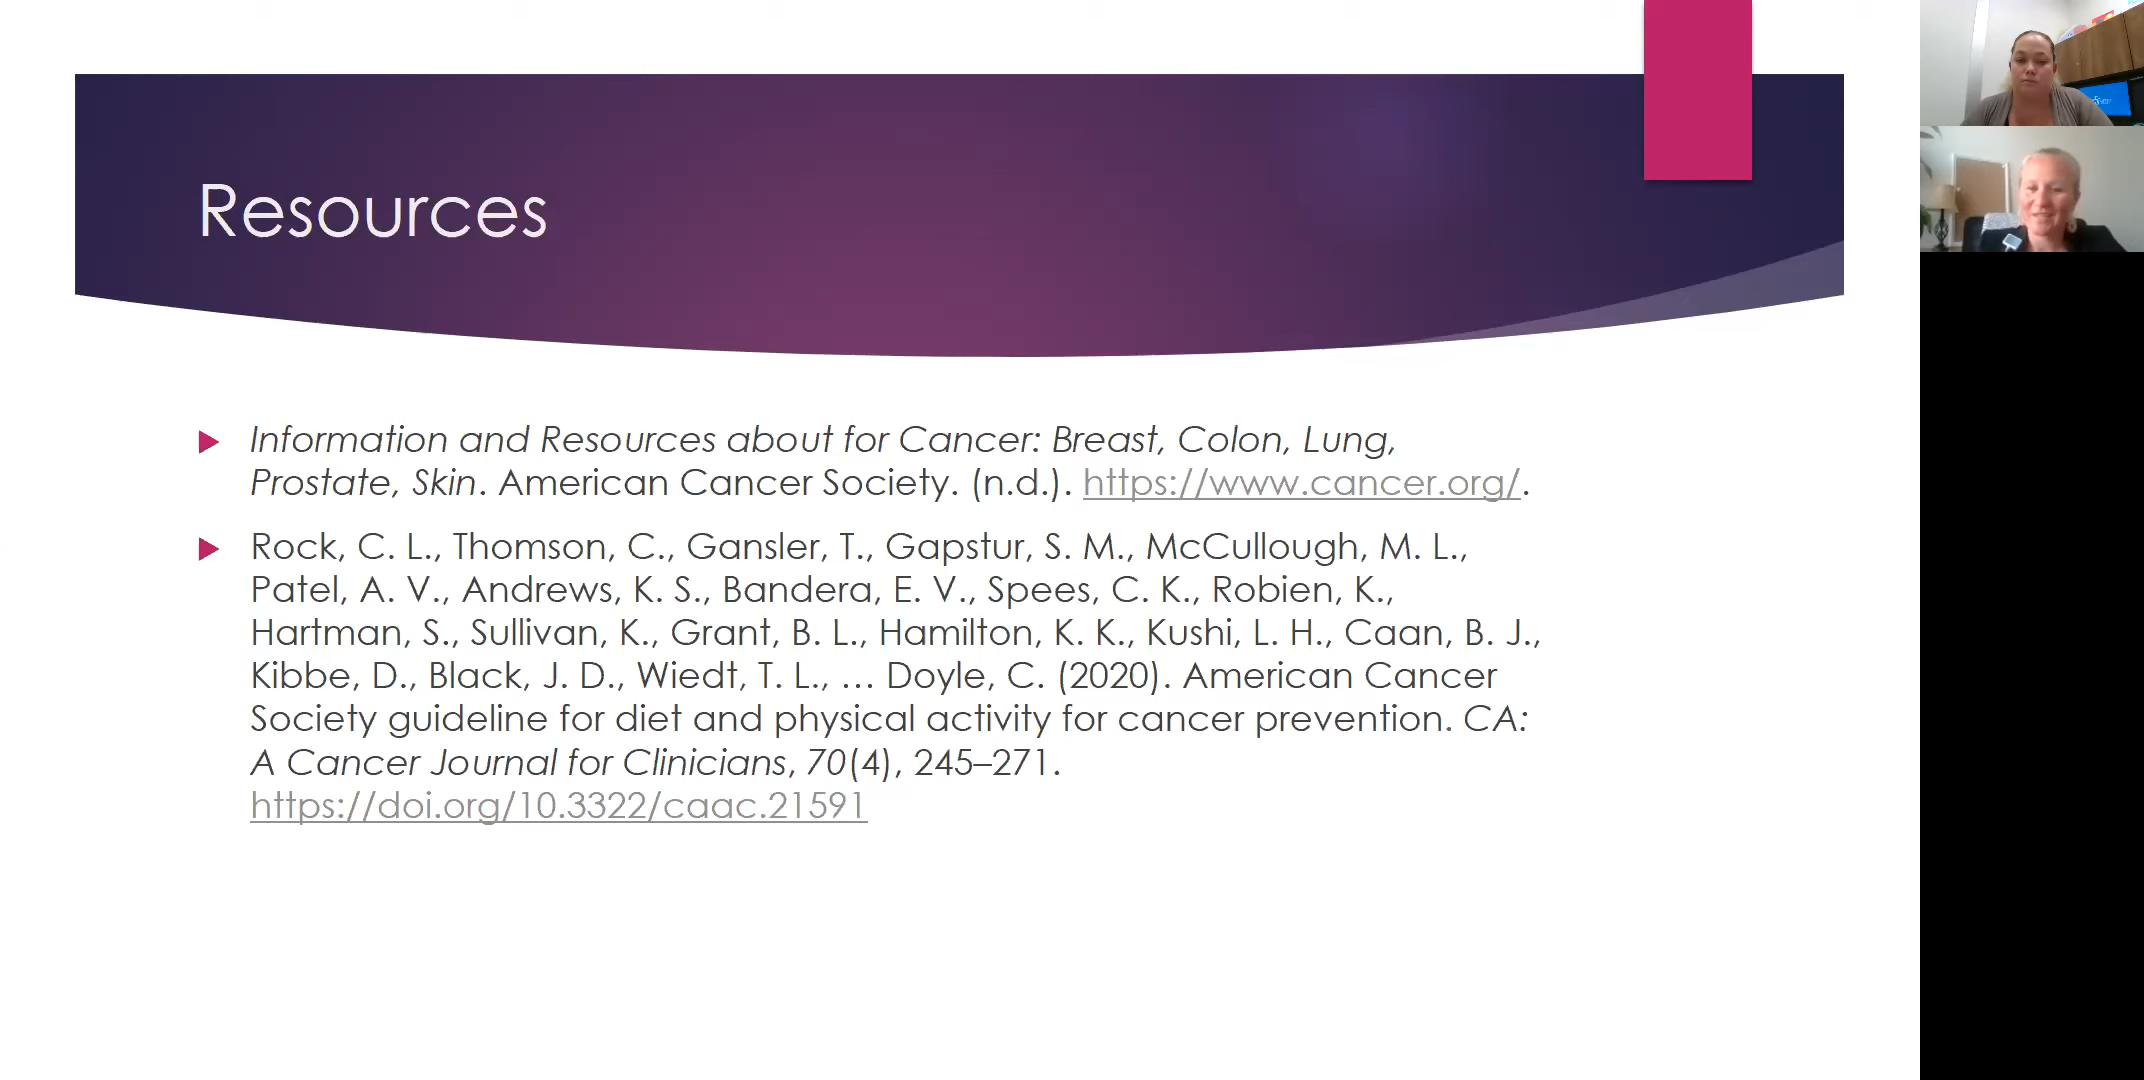 Resources
Information and Resources about for Cancer: Breast, Colon, Lung,
Prostate, Skin. American Cancer Society. (n.d.). https://www.cancer.org/.
Rock, C. L., Thomson, C., Gansler, T., Gapstur, S. M., McCullough, M. L.,
Patel, A. V., Andrews, K. S., Bandera, E. V., Spees, C. K., Robien, K.,
Hartman, S., Sullivan, K., Grant, B. L., Hamilton, K. K., Kushi, L. H., Caan, B. J.,
Kibbe, D., Black, J. D., Wiedt, T. L., … Doyle, C. (2020). American Cancer
Society guideline for diet and physical activity for cancer prevention. CA:
A Cancer Journal for Clinicians, 70(4), 245–271.
https://doi.org/10.3322/caac.21591